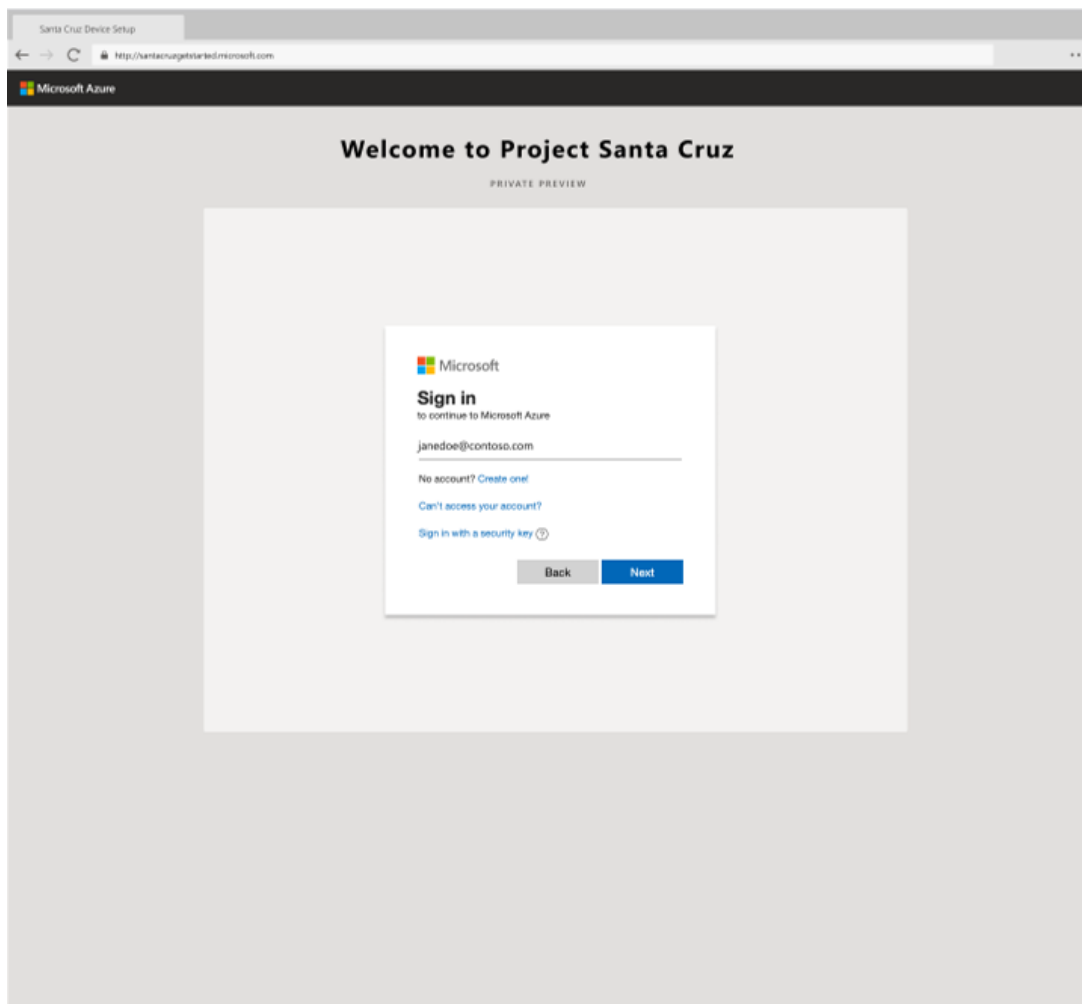 Santa Cruz Device Setup
http://santacruzgetstarted.microsoft.com
Microsoft Azure
Welcome to Project Santa Cruz
PRIVATE PREVIEW
Microsoft
Sign in
to continue to Microsoft Azure
janedoe@contoso.com
No account? Create one!
Can't access your account?
Sign in with a security key ?
Back Next